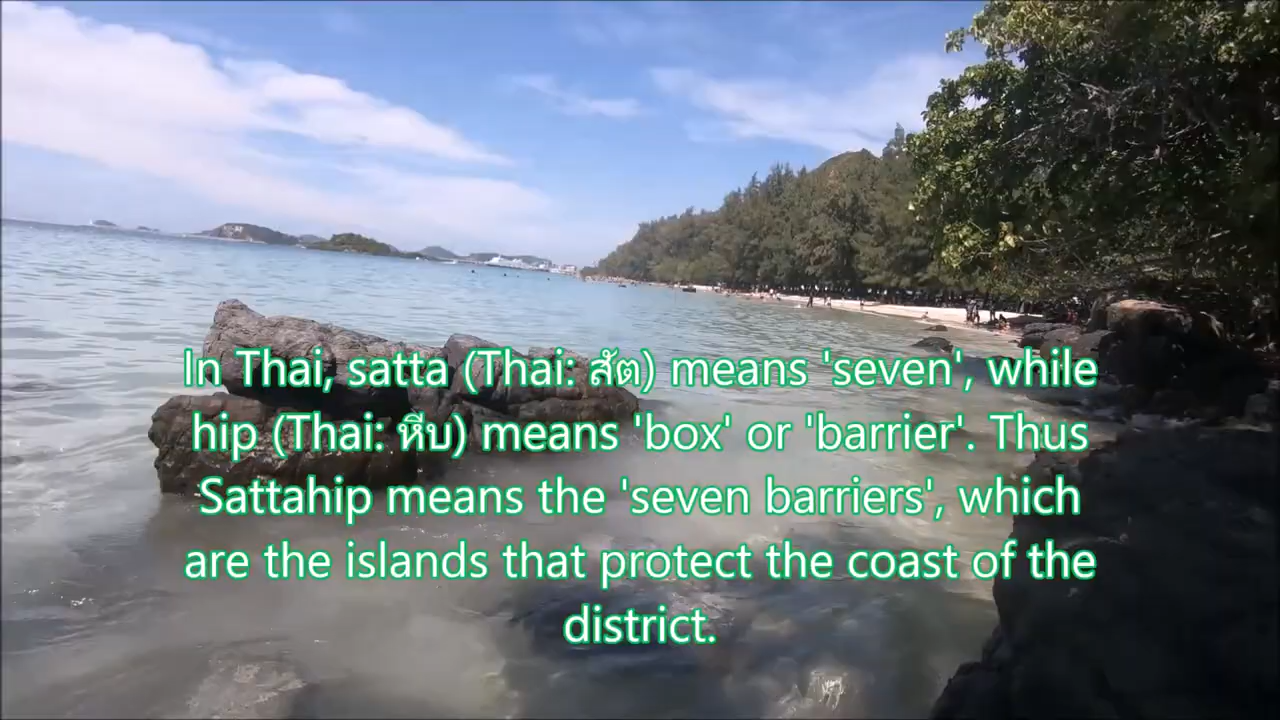 In Thai, satta (Thai: สัต) means 'seven', while
hip (Thai: หีบ) means 'box' or 'barrier'. Thus
Sattahip means the 'seven barriers', which
are the islands that protect the coast of the
district.